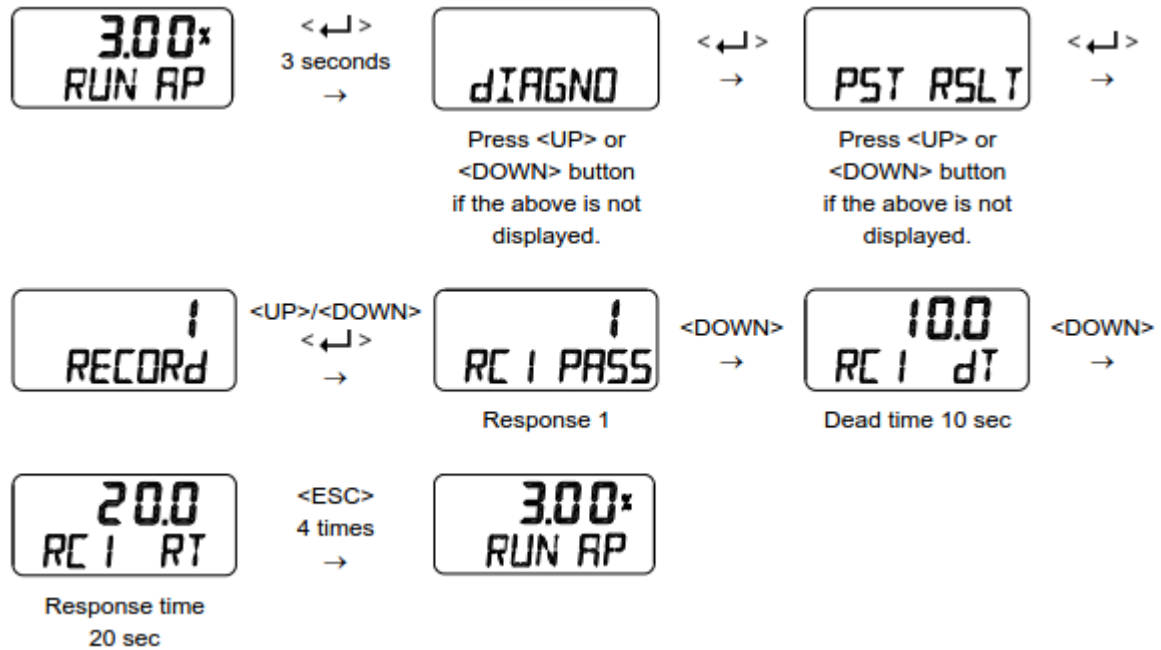 3.00%
RUN AP
< ↵ >
3 seconds
→
dIAGNO
Press <UP> or
<DOWN> button
if the above is not
displayed.
< ↵ >
→
PST RSLT
Press <UP> or
<DOWN> button
if the above is not
displayed.
< ↵ >
→
1
RECORd
<UP>/<DOWN>
< ↵ >
→
1
RC1 PASS
Response 1
<DOWN>
→
10.0
RC1 dT
Dead time 10 sec
<DOWN>
→
20.0
RC1 RT
Response time
20 sec
<ESC>
4 times
→
3.00%
RUN AP